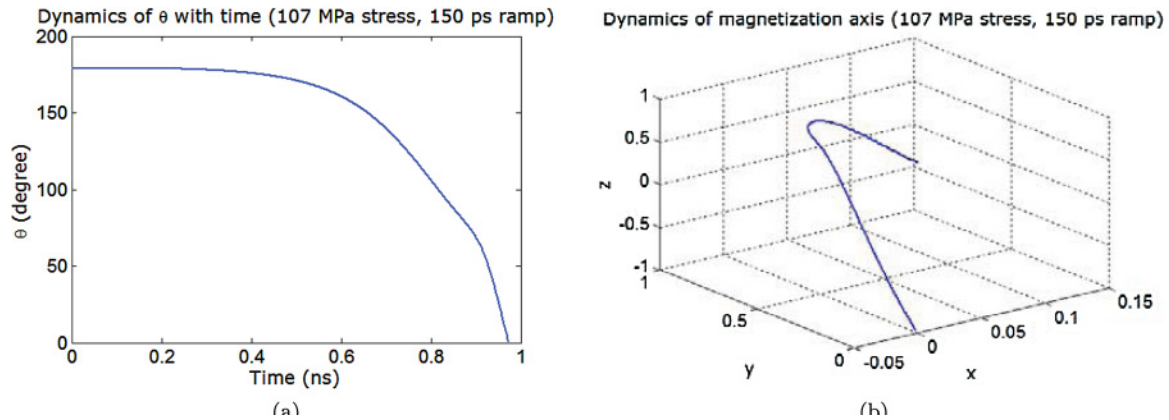 Dynamics of θ with time (107 MPa stress, 150 ps ramp)
200
150
100
50
0
0 0.2 0.4 0.6 0.8 1
θ (degree)
Time (ns)
(a)
Dynamics of magnetization axis (107 MPa stress, 150 ps ramp)
1
0.5
0
-0.5
-1
z
1
0.5
0
y
-0.05
0
0.05
0.1
0.15
x
(b)